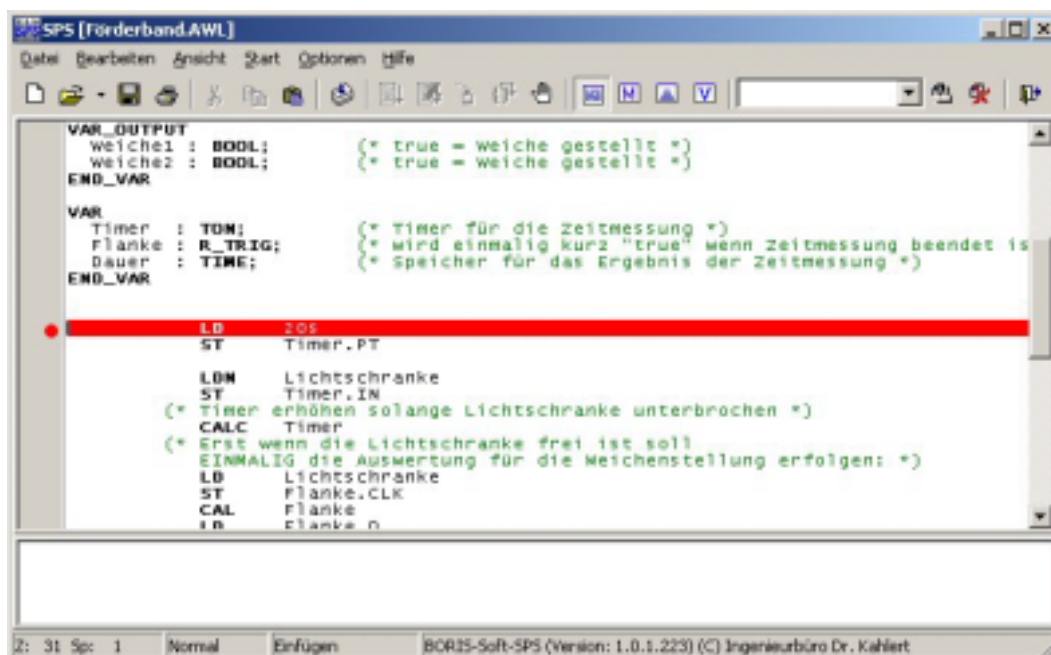 SPS [Förderband.AWL]
Datei Bearbeiten Ansicht Start Optionen Hilfe
VAR_OUTPUT
Weiche1 : BOOL; (* true = Weiche gestellt *)
Weiche2 : BOOL; (* true = Weiche gestellt *)
END_VAR
VAR
Timer : TON; (* Timer für die Zeitmessung *)
Flanke : R_TRIG; (* wird einmalig kurz "true" wenn Zeitmessung beendet is
Dauer : TIME; (* Speicher für das Ergebnis der Zeitmessung *)
END_VAR
LD 20s
ST Timer.PT
LDN Lichtschranke
ST Timer.IN
(* Timer erhöhen solange Lichtschranke unterbrochen *)
CALC Timer
(* Erst wenn die Lichtschranke frei ist soll
EINMALIG die Auswertung für die Weichenstellung erfolgen: *)
LD Lichtschranke
ST Flanke.CLK
CAL Flanke
LD Flanke.Q
Z: 31 Sp: 1 Normal Einfügen BORIS-Soft-SPS (Version: 1.0.1.223) (C) Ingenieurbüro Dr. Kahlert